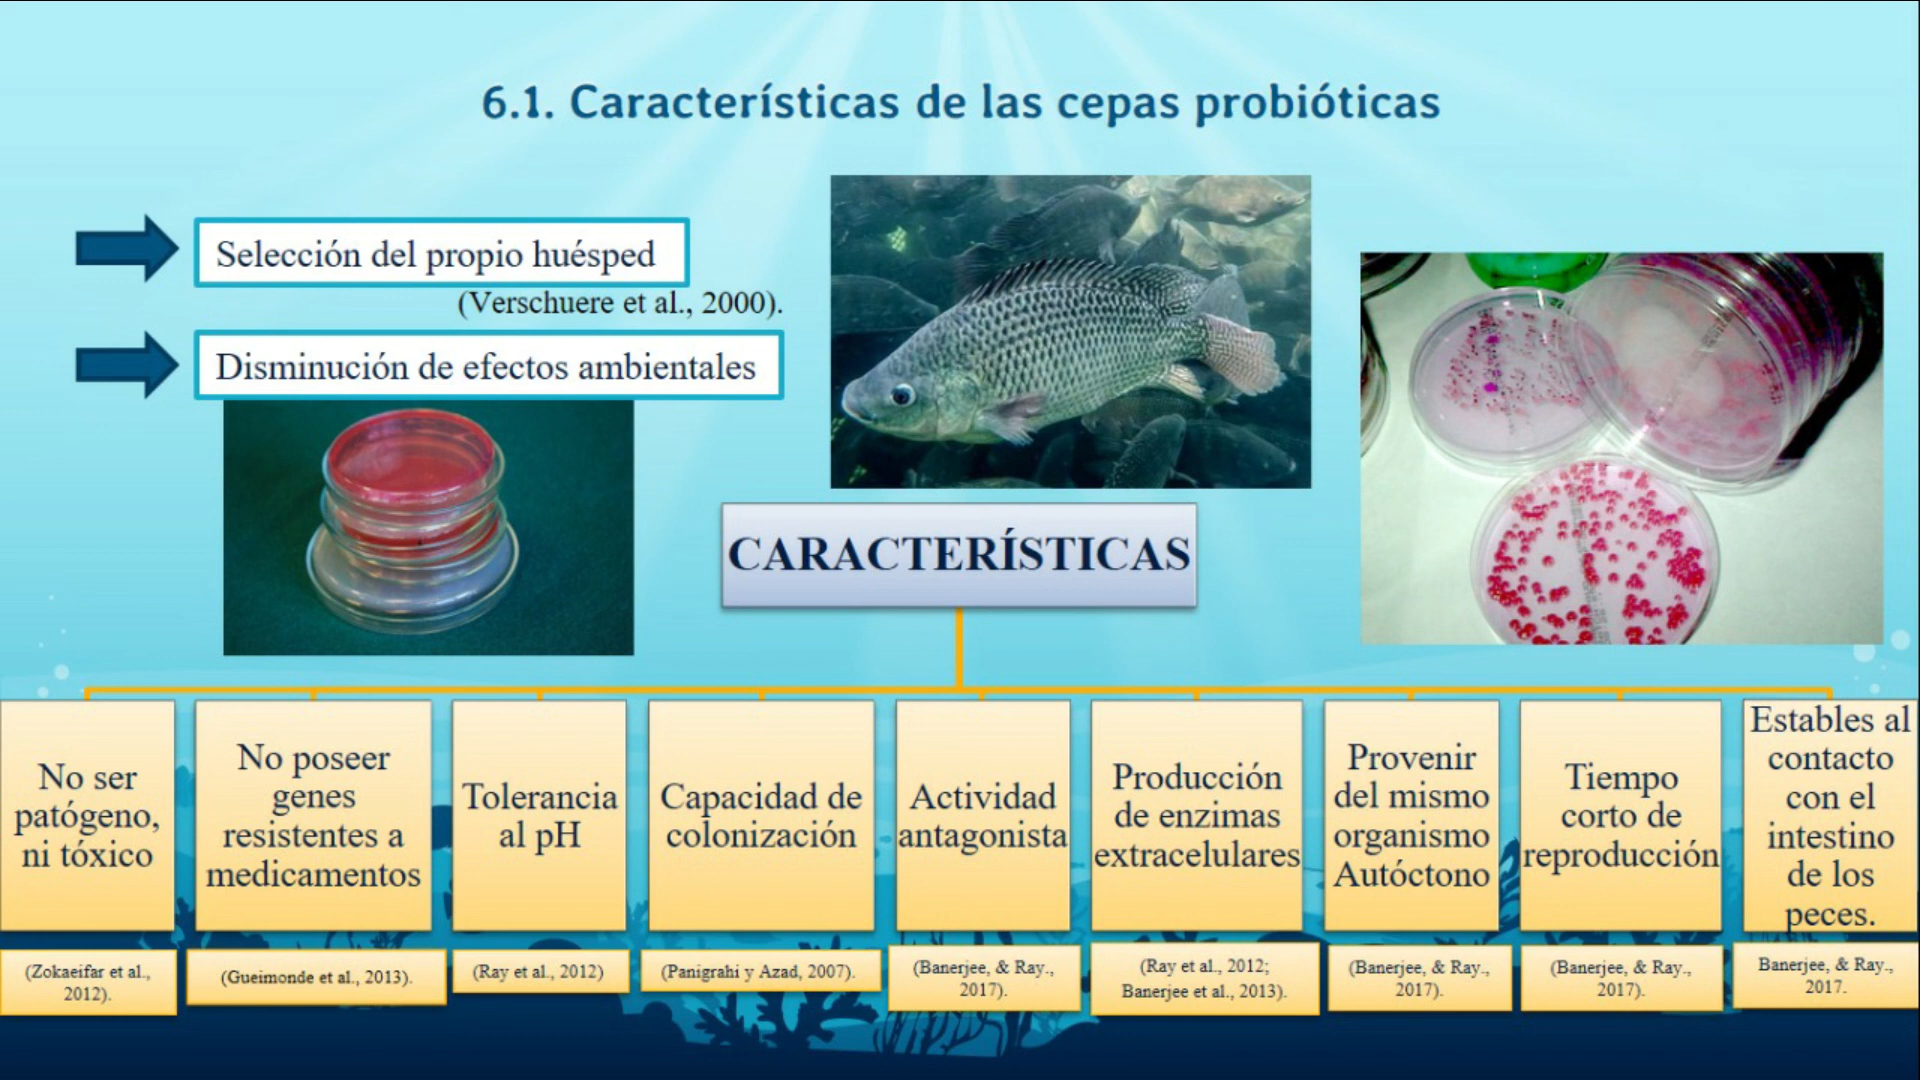 6.1. Características de las cepas probióticas
Selección del propio huésped
(Verschuere et al., 2000).
Disminución de efectos ambientales
CARACTERÍSTICAS
No ser
patógeno,
ni tóxico
(Zokaeifar et al.,
2012).
No poseer
genes
resistentes a
medicamentos
(Gueimonde et al., 2013).
Tolerancia
al pH
(Ray et al., 2012)
Capacidad de
colonización
(Panigrahi y Azad, 2007).
Actividad
antagonista
(Banerjee, & Ray.,
2017).
Producción
de enzimas
extracelulares
(Ray et al., 2012;
Banerjee et al., 2013).
Provenir
del mismo
organismo
Autóctono
(Banerjee, & Ray.,
2017).
Tiempo
corto de
reproducción
(Banerjee, & Ray.,
2017).
Estables al
contacto
con el
intestino
de los
peces.
Banerjee, & Ray.,
2017.